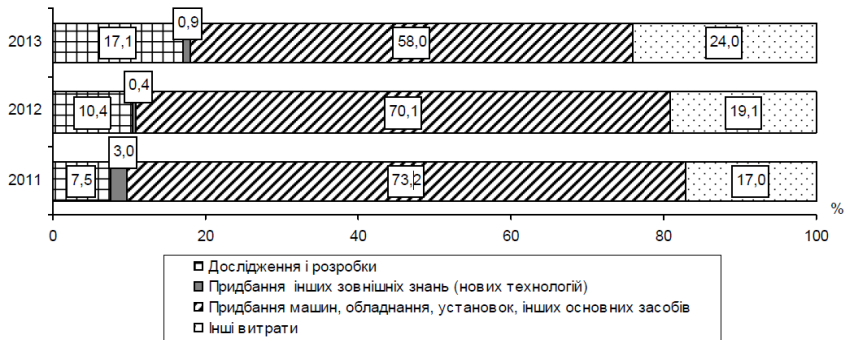 0,9
2013 17,1 58,0 24,0
0,4
2012 10,4 70,1 19,1
3,0
2011 7,5 73,2 17,0
%
0 20 40 60 80 100
Дослідження і розробки
Придбання інших зовнішніх знань (нових технологій)
Придбання машин, обладнання, установок, інших основних засобів
Інші витрати